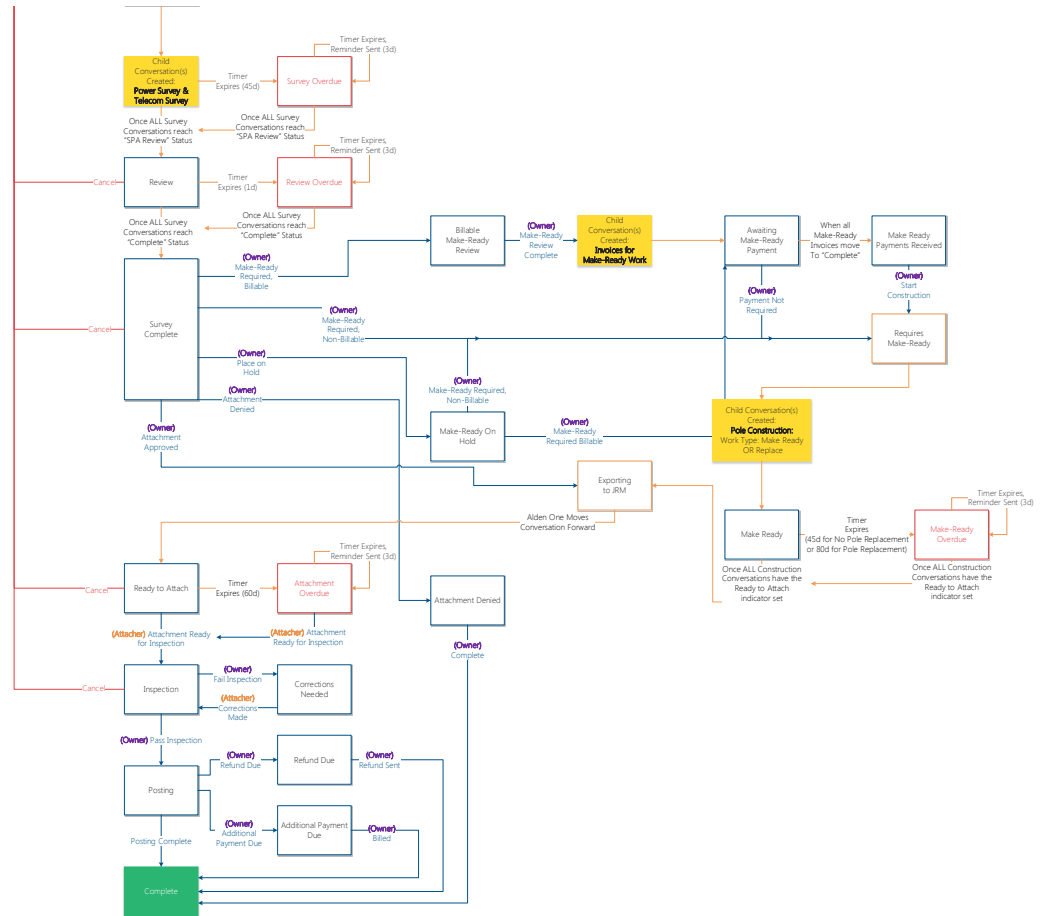 Timer Expires,
Reminder Sent (3d)
Child
Conversation(s)
Created:
Power Survey &
Telecom Survey
Timer
Expires (45d)
Survey Overdue
Once ALL Survey
Conversations reach
"SPA Review" Status
Once ALL Survey
Conversations reach
"SPA Review" Status
Timer Expires,
Reminder Sent (3d)
Cancel
Review
Timer
Expires (1d)
Review Overdue
Once ALL Survey
Conversations reach
"Complete" Status
Once ALL Survey
Conversations reach
"Complete" Status
Billable
Make-Ready
Review
(Owner)
Make-Ready
Review
Complete
Child
Conversation(s)
Created:
Invoices for
Make-Ready Work
Awaiting
Make-Ready
Payment
When all
Make-Ready
Invoices move
To "Complete"
Make Ready
Payments Received
(Owner)
Make-Ready
Required,
Billable
(Owner)
Payment Not
Required
(Owner)
Start
Construction
Cancel
Survey
Complete
(Owner)
Make-Ready
Required,
Non-Billable
Requires
Make-Ready
(Owner)
Place on
Hold
(Owner)
Attachment
Denied
(Owner)
Make-Ready Required,
Non-Billable
(Owner)
Attachment
Approved
Make-Ready On
Hold
(Owner)
Make-Ready
Required Billable
Child Conversation(s)
Created:
Pole Construction:
Work Type: Make Ready
OR Replace
Exporting
to JRM
Alden One Moves
Conversation Forward
Timer Expires,
Reminder Sent (3d)
Make Ready
Timer
Expires
(45d for No Pole Replacement
or 80d for Pole Replacement)
Make-Ready
Overdue
Once ALL Construction
Conversations have the
Ready to Attach
indicator set
Once ALL Construction
Conversations have the
Ready to Attach
indicator set
Timer Expires,
Reminder Sent (3d)
Cancel
Ready to Attach
Timer
Expires (60d)
Attachment
Overdue
Attachment Denied
(Attacher) Attachment Ready
for Inspection
(Attacher) Attachment
Ready for Inspection
(Owner)
Complete
Cancel
Inspection
(Owner)
Fail Inspection
Corrections
Needed
(Attacher)
Corrections
Made
(Owner) Pass Inspection
Posting
(Owner)
Refund Due
Refund Due
(Owner)
Refund Sent
(Owner)
Additional
Payment Due
Additional Payment
Due
(Owner)
Billed
Posting Complete
Complete